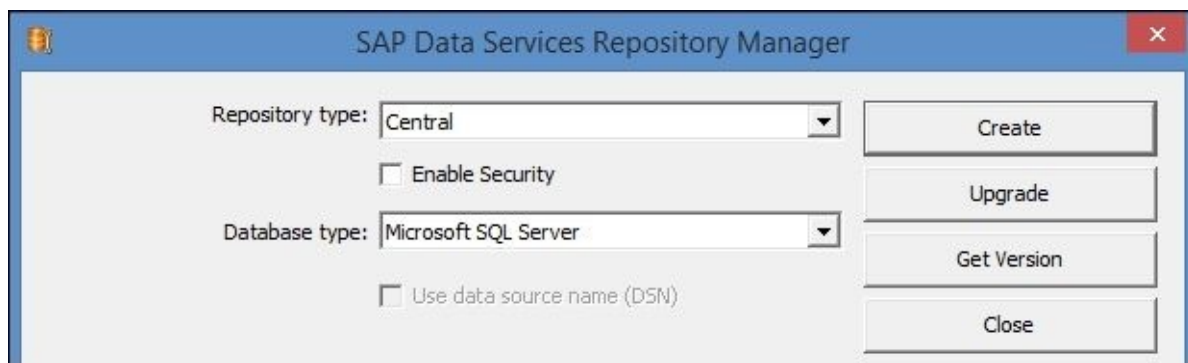 SAP Data Services Repository Manager
Repository type: Central
Create
Enable Security
Upgrade
Database type: Microsoft SQL Server
Get Version
Use data source name (DSN)
Close